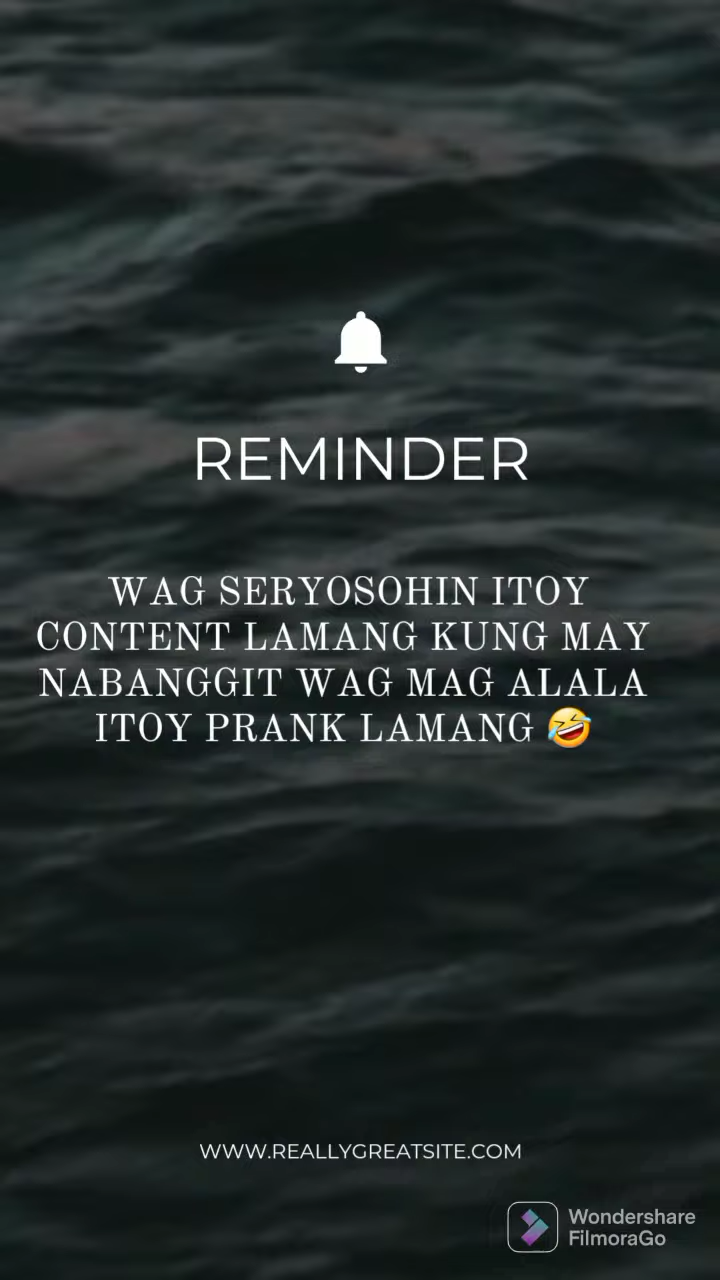 REMINDER
WAG SERYOSOHIN ITOY
CONTENT LAMANG KUNG MAY
NABANGGIT WAG MAG ALALA
ITOY PRANK LAMANG 🤣
WWW.REALLYGREATSITE.COM
Wondershare
FilmoraGo